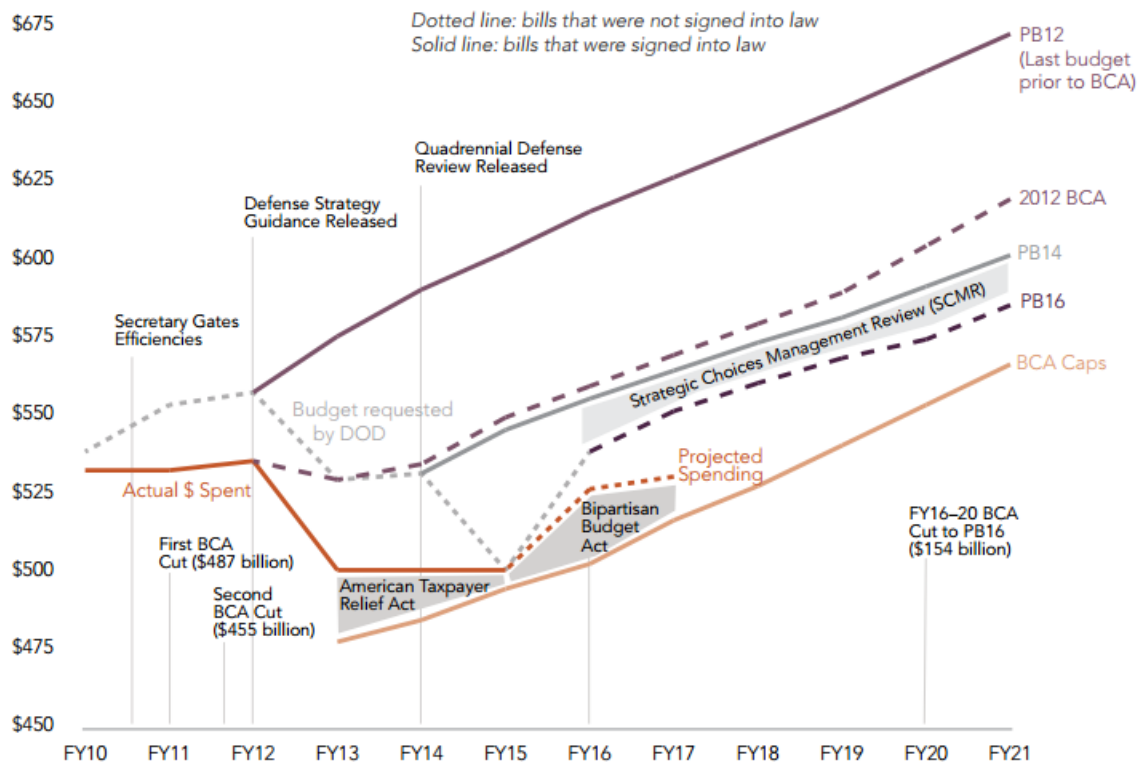 $675
$650
$625
$600
$575
$550
$525
$500
$475
$450
Dotted line: bills that were not signed into law
Solid line: bills that were signed into law
PB12
(Last budget
prior to BCA)
Quadrennial Defense
Review Released
Defense Strategy
Guidance Released
2012 BCA
PB14
Secretary Gates
Efficiencies
Strategic Choices Management Review (SCMR)
PB16
BCA Caps
Budget requested
by DOD
Projected
Spending
Actual $ Spent
Bipartisan
Budget
Act
FY16–20 BCA
Cut to PB16
($154 billion)
First BCA
Cut ($487 billion)
American Taxpayer
Relief Act
Second
BCA Cut
($455 billion)
FY10 FY11 FY12 FY13 FY14 FY15 FY16 FY17 FY18 FY19 FY20 FY21